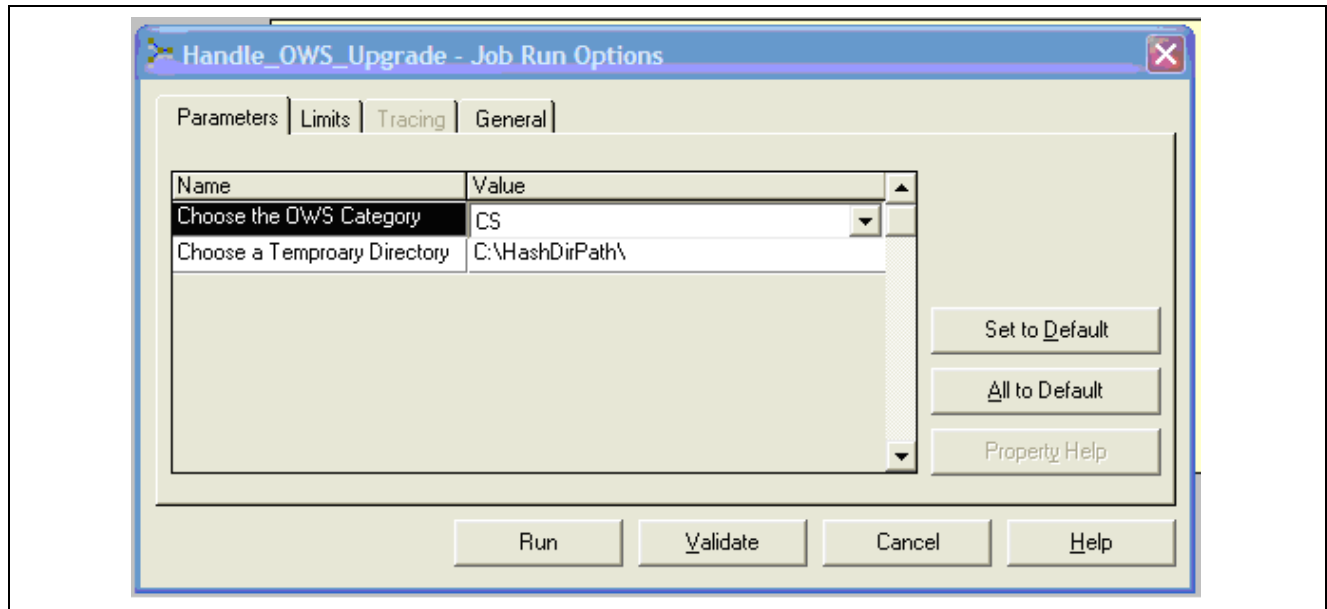 Handle_OWS_Upgrade - Job Run Options
Parameters Limits Tracing General
Name Value
Choose the OWS Category CS
Choose a Temproary Directory C:\HashDirPath\
Set to Default
All to Default
Property Help
Run Validate Cancel Help